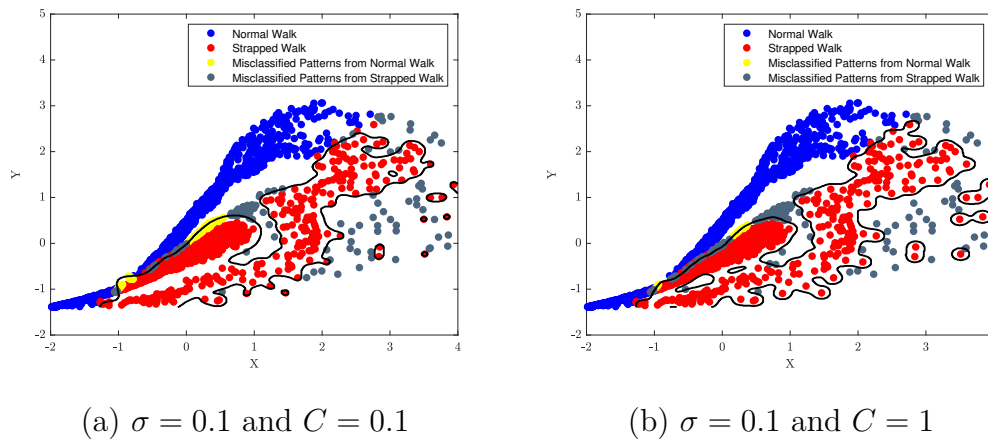 5
4
3
2
1
0
-1
-2
Y
-2
-1
0
1
2
3
4
X
Normal Walk
Strapped Walk
Misclassified Patterns from Normal Walk
Misclassified Patterns from Strapped Walk
(a) σ = 0.1 and C = 0.1
5
4
3
2
1
0
-1
-2
Y
-2
-1
0
1
2
3
X
Normal Walk
Strapped Walk
Misclassified Patterns from Normal Walk
Misclassified Patterns from Strapped Walk
(b) σ = 0.1 and C = 1